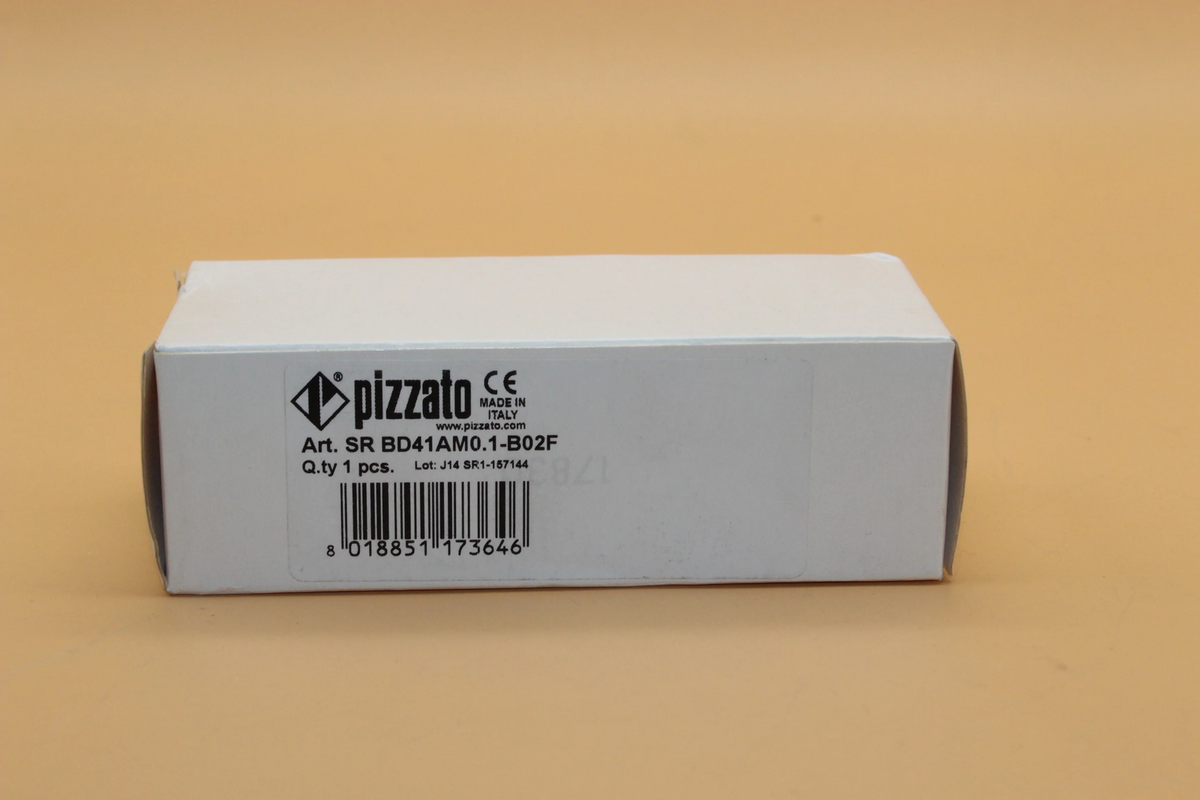 ® pizzato CE
MADE IN
ITALY
www.pizzato.com
Art. SR BD41AM0.1-B02F
Q.ty 1 pcs. Lot: J14 SR1-157144
8 018851 173646